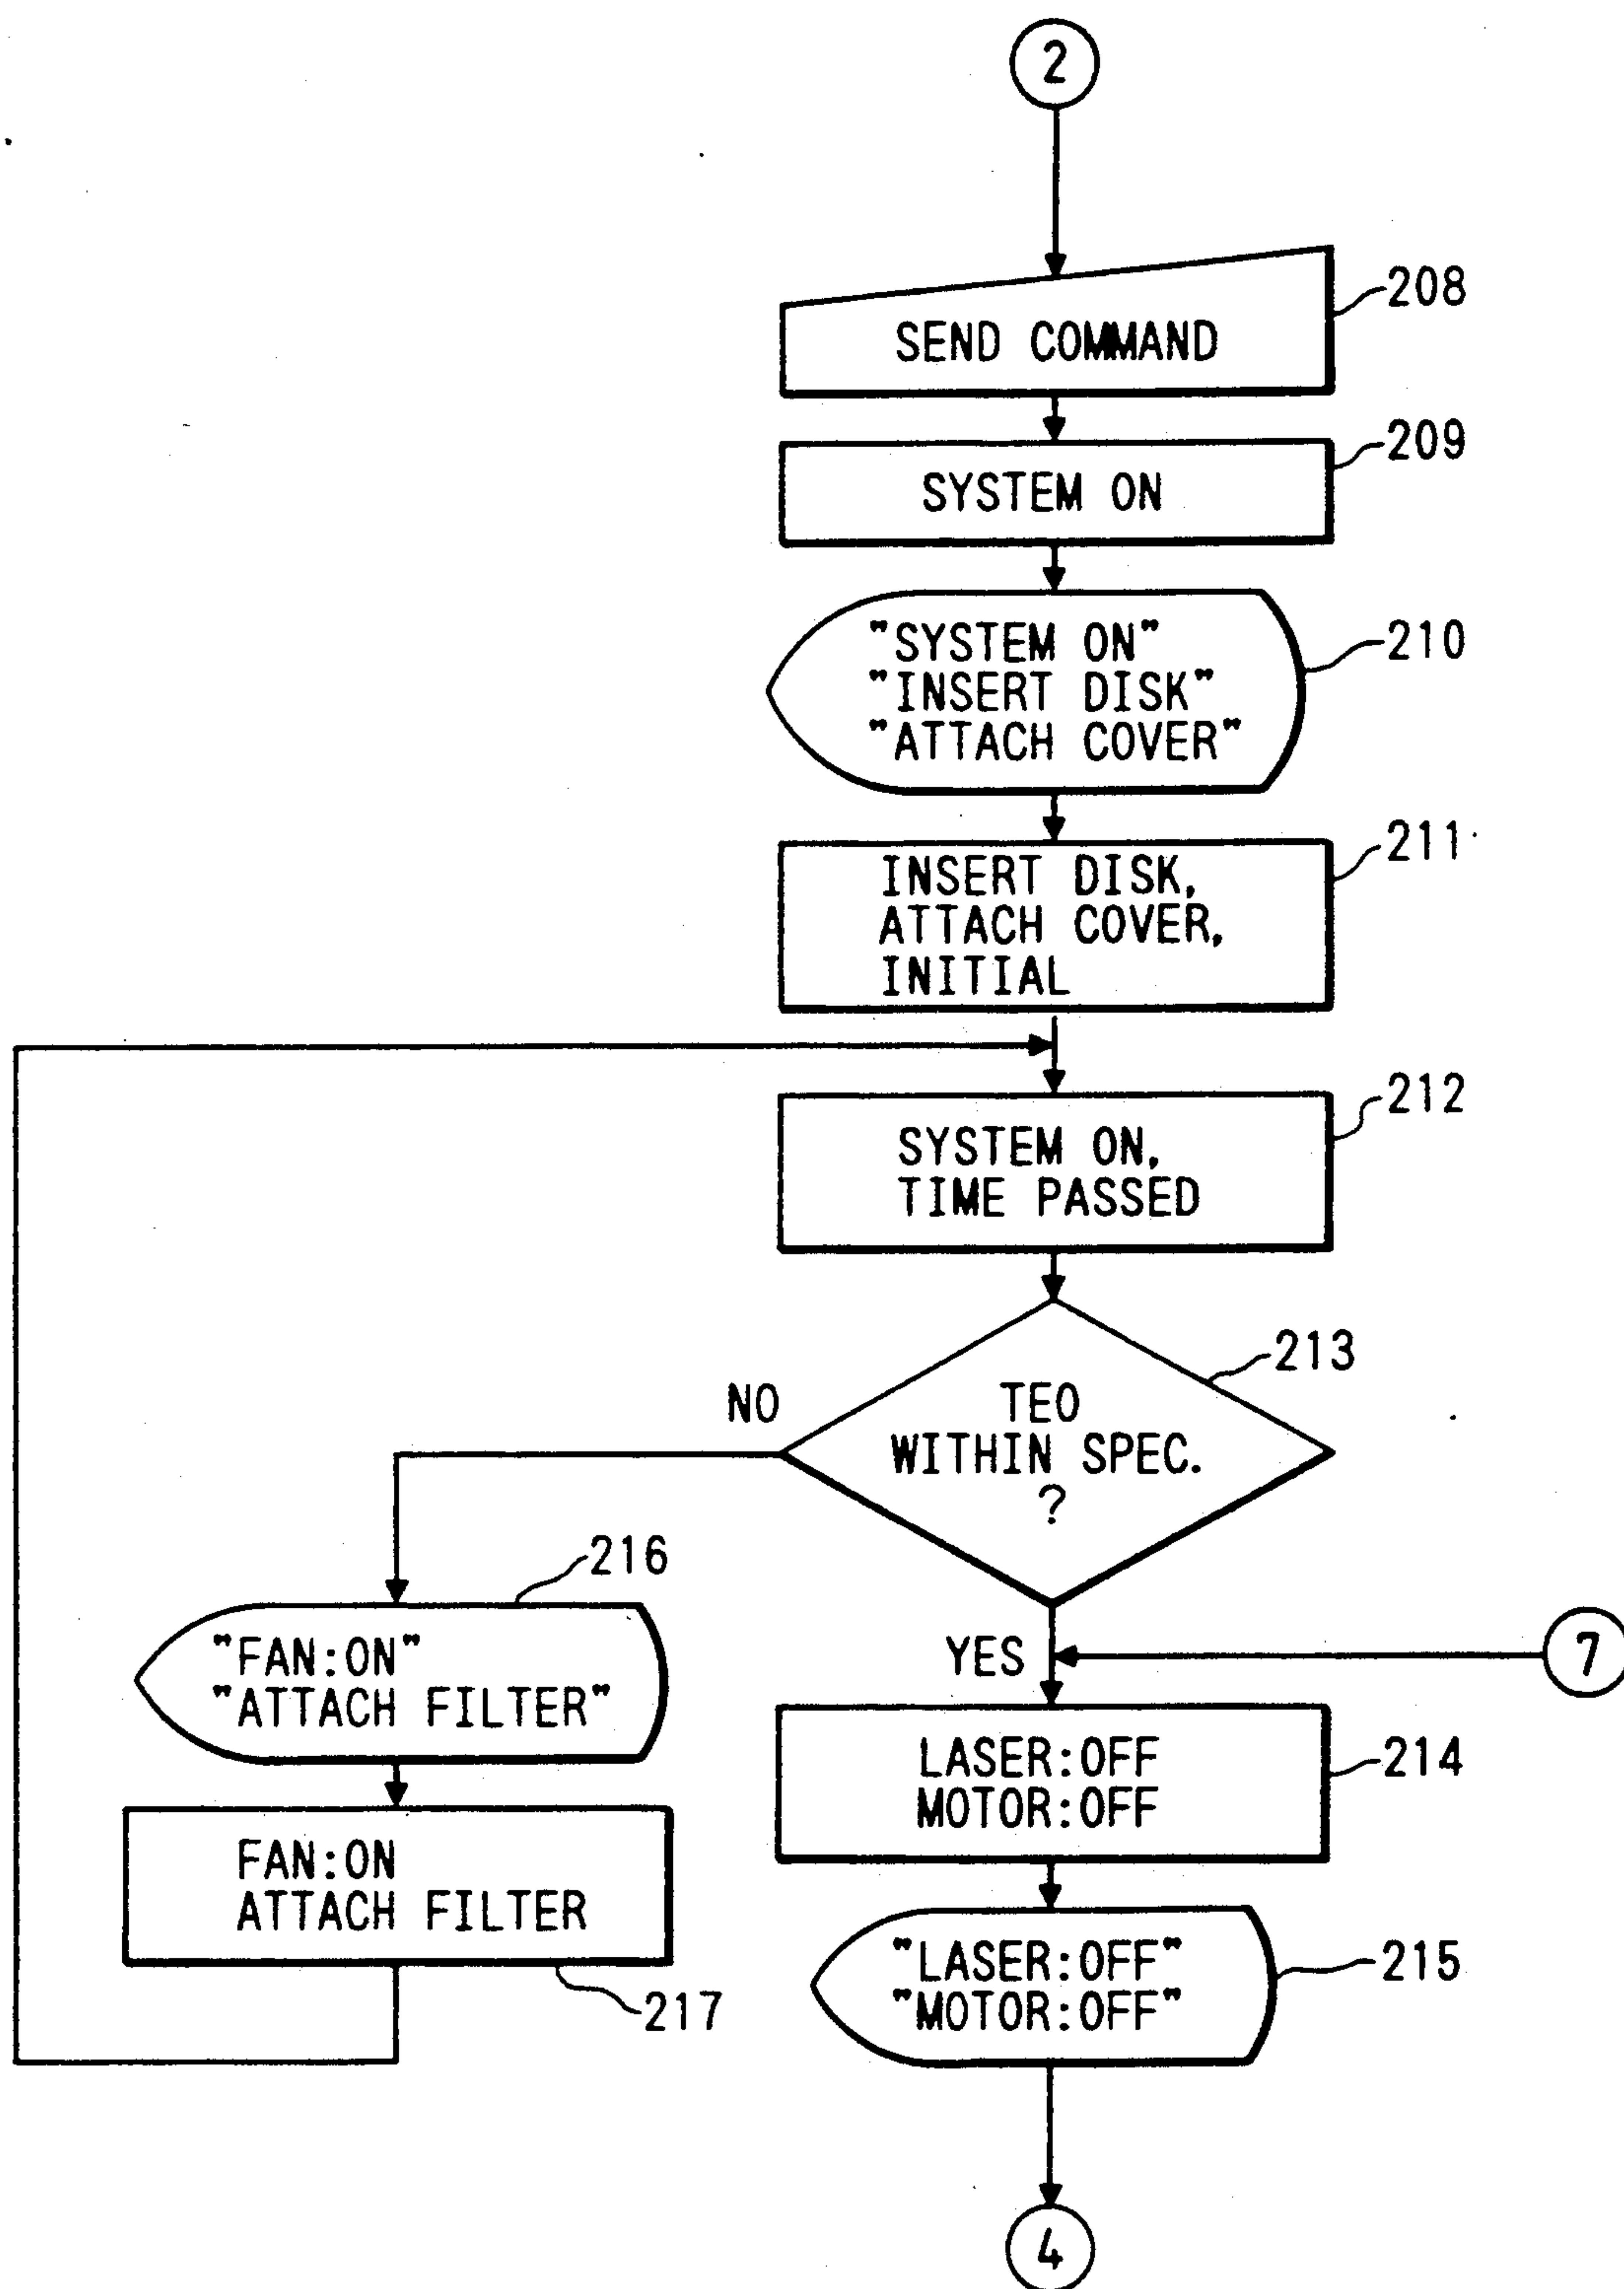 2
SEND COMMAND
208
SYSTEM ON
209
"SYSTEM ON"
"INSERT DISK"
"ATTACH COVER"
210
INSERT DISK,
ATTACH COVER,
INITIAL
211
SYSTEM ON,
TIME PASSED
212
TEO
WITHIN SPEC.
?
213
NO
YES
7
216
"FAN:ON"
"ATTACH FILTER"
FAN:ON
ATTACH FILTER
217
LASER:OFF
MOTOR:OFF
214
"LASER:OFF"
"MOTOR:OFF"
215
4